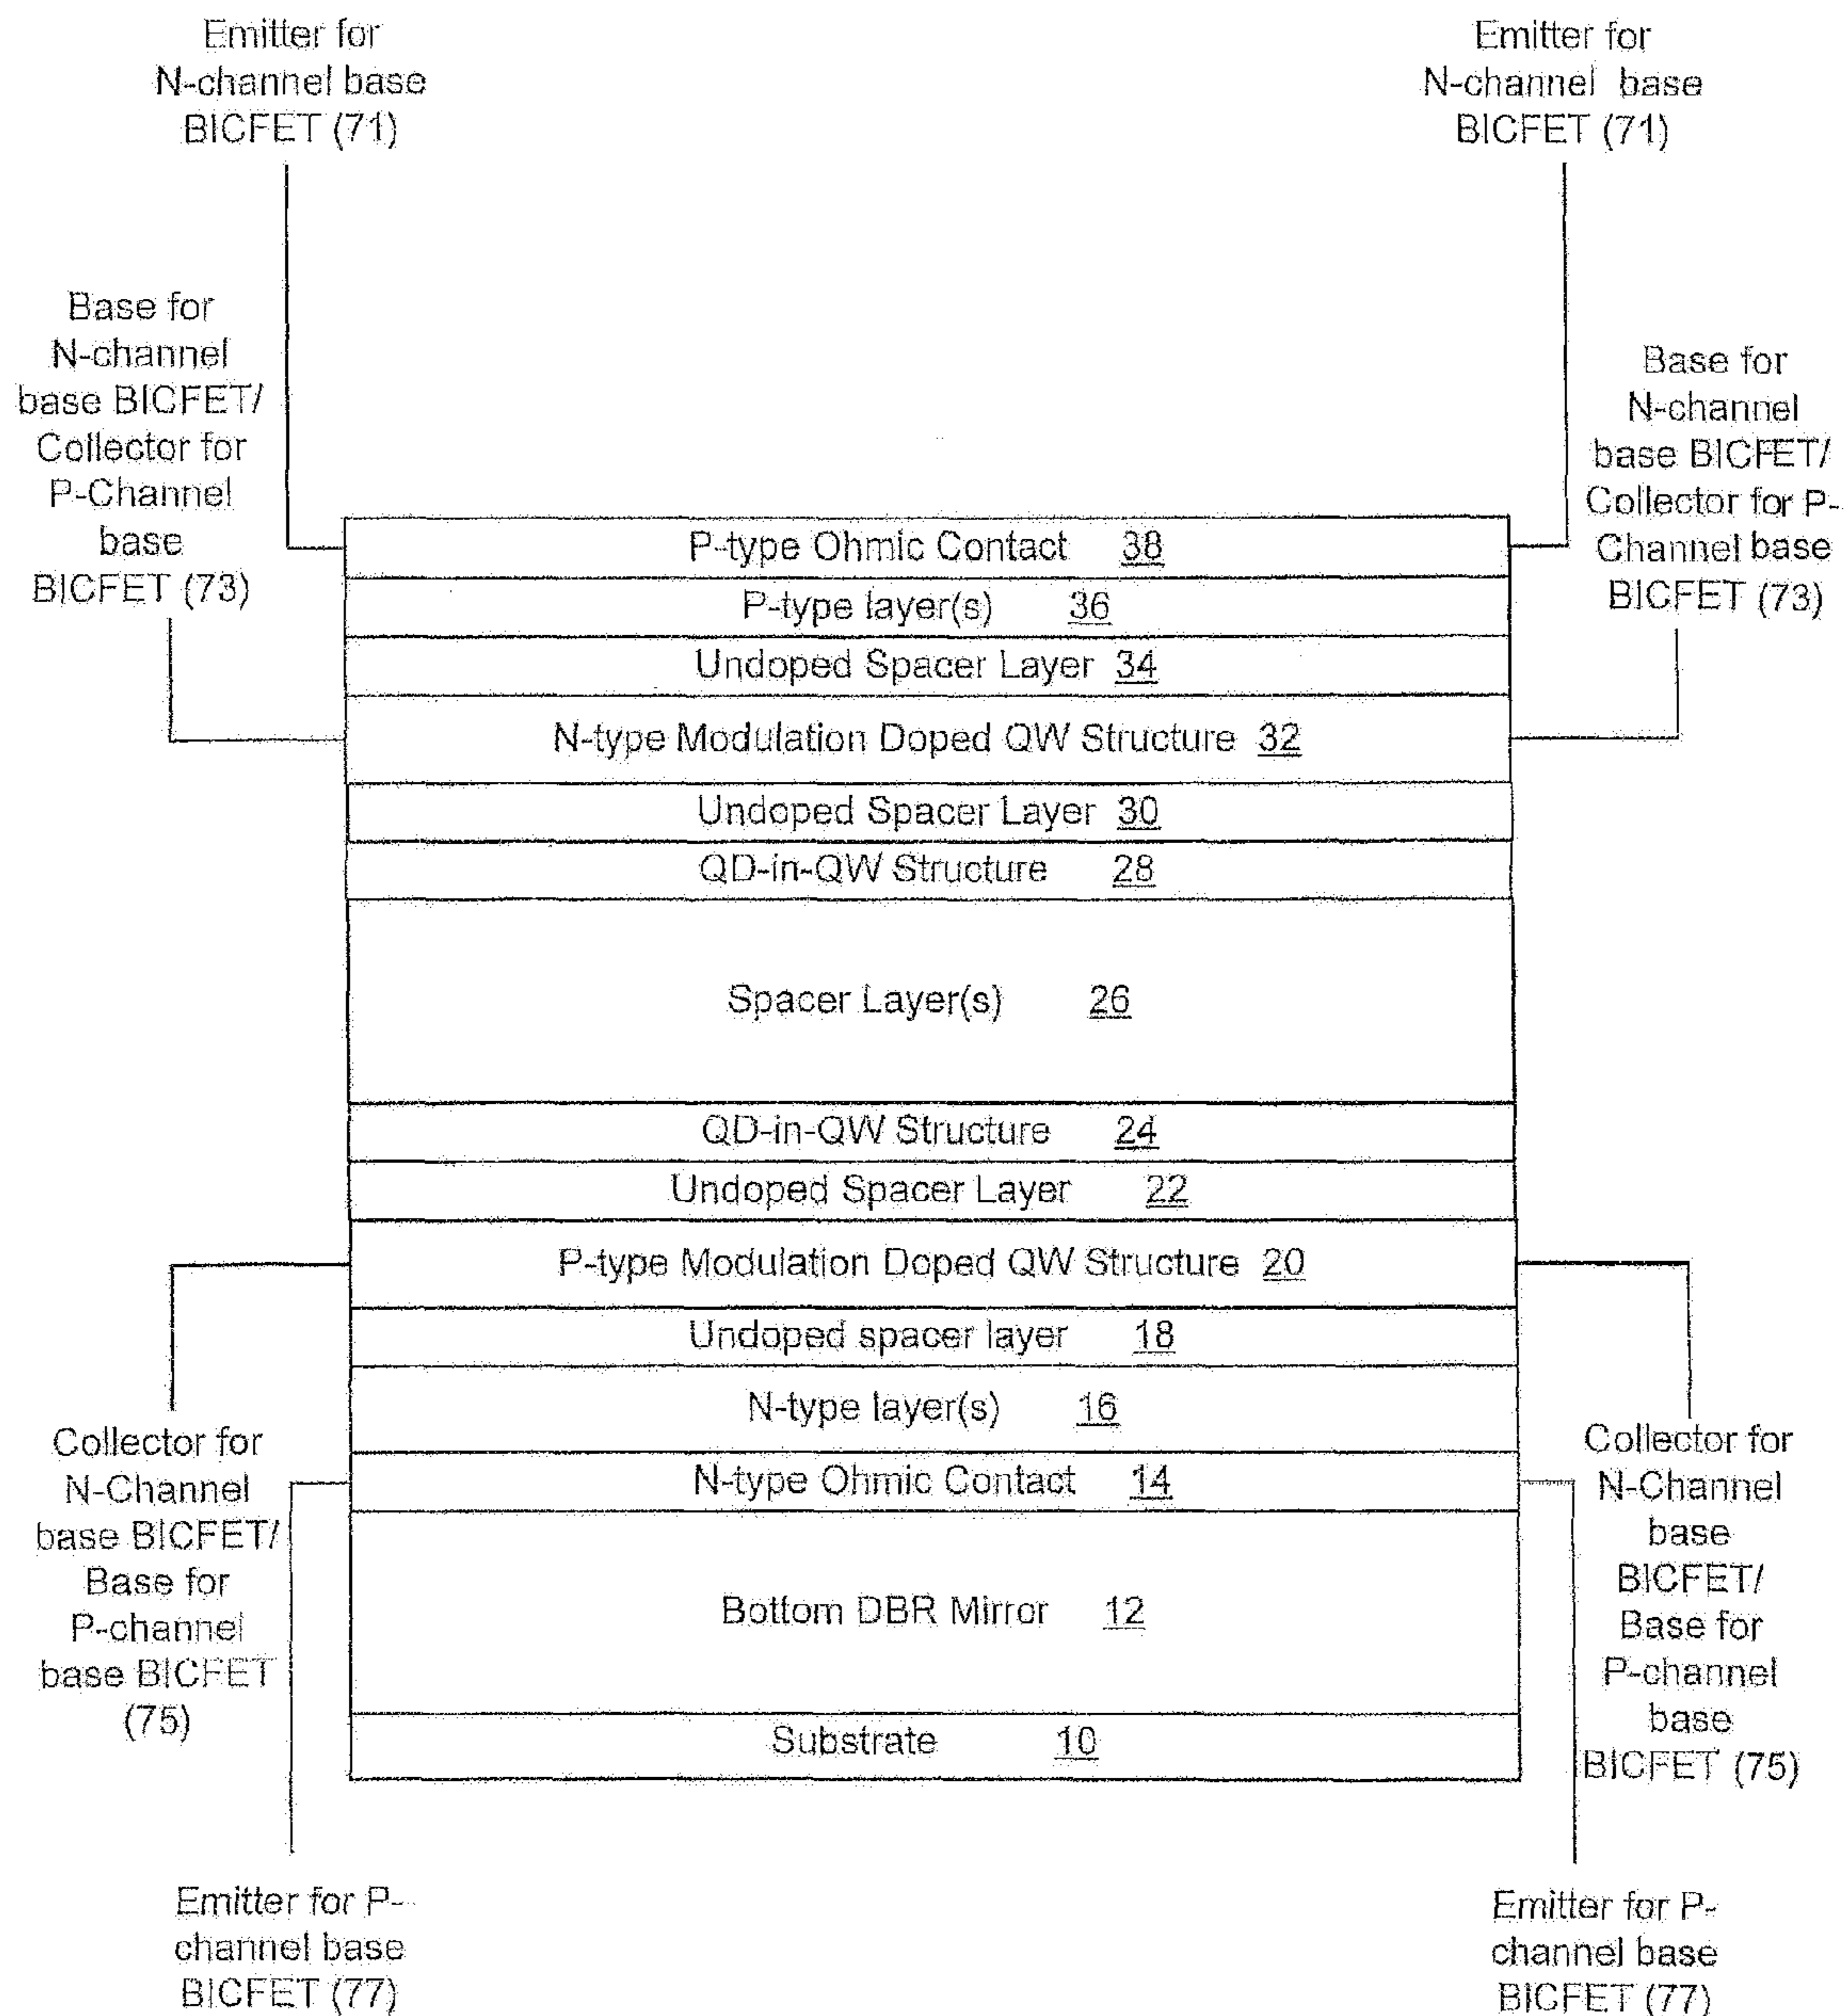 Emitter for
N-channel base
BICFET (71)
Emitter for
N-channel base
BICFET (71)
Base for
N-channel
base BICFET/
Collector for
P-Channel
base
BICFET (73)
Base for
N-channel
base BICFET/
Collector for P-
Channel base
BICFET (73)
P-type Ohmic Contact 38
P-type layer(s) 36
Undoped Spacer Layer 34
N-type Modulation Doped QW Structure 32
Undoped Spacer Layer 30
QD-in-QW Structure 28
Spacer Layer(s) 26
QD-in-QW Structure 24
Undoped Spacer Layer 22
P-type Modulation Doped QW Structure 20
Undoped spacer layer 18
N-type layer(s) 16
N-type Ohmic Contact 14
Bottom DBR Mirror 12
Substrate 10
Collector for
N-Channel
base BICFET/
Base for
P-channel
base BICFET
(75)
Collector for
N-Channel
base
BICFET/
Base for
P-channel
base
BICFET (75)
Emitter for P-
channel base
BICFET (77)
Emitter for P-
channel base
BICFET (77)